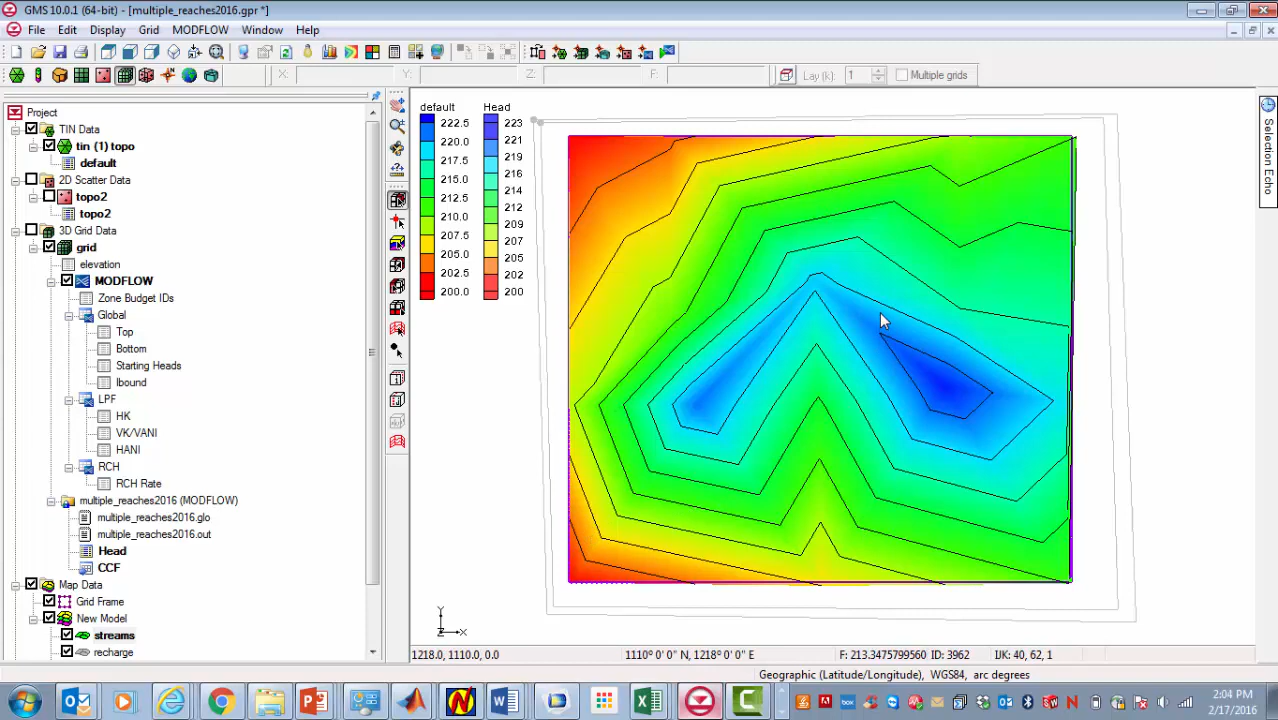 GMS 10.0.1 (64-bit) - [multiple_reaches2016.gpr *]
File Edit Display Grid MODFLOW Window Help
X: Y: Z: F: Lay (k): 1 Multiple grids
Project
TIN Data
tin (1) topo
default
2D Scatter Data
topo2
topo2
3D Grid Data
grid
elevation
MODFLOW
Zone Budget IDs
Global
Top
Bottom
Starting Heads
Ibound
LPF
HK
VK/VANI
HANI
RCH
RCH Rate
multiple_reaches2016 (MODFLOW)
multiple_reaches2016.glo
multiple_reaches2016.out
Head
CCF
Map Data
Grid Frame
New Model
streams
recharge
default Head
222.5 223
220.0 221
217.5 219
215.0 216
212.5 214
210.0 212
207.5 209
205.0 207
202.5 205
200.0 202
200
Y
Z X
Selection Echo
1218.0, 1110.0, 0.0 1110° 0' 0" N, 1218° 0' 0" E F: 213.3475799560 ID: 3962 IJK: 40, 62, 1
Geographic (Latitude/Longitude), WGS84, arc degrees
2:04 PM
2/17/2016